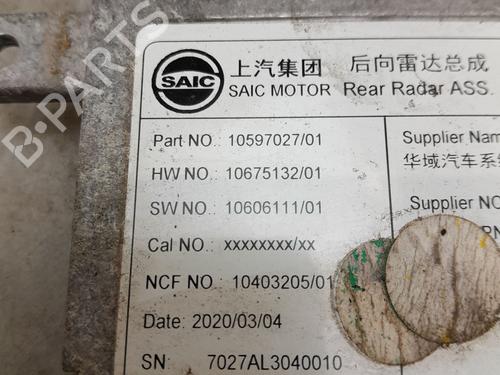 B-PARTS
SAIC
上汽集团 后向雷达总成
SAIC MOTOR Rear Radar ASS.
Part NO.: 10597027/01
HW NO.: 10675132/01
SW NO.: 10606111/01
Cal NO.: xxxxxxxx/xx
NCF NO. 10403205/01
Date: 2020/03/04
SN: 7027AL3040010
Supplier Nam
华域汽车系
Supplier NO
PN